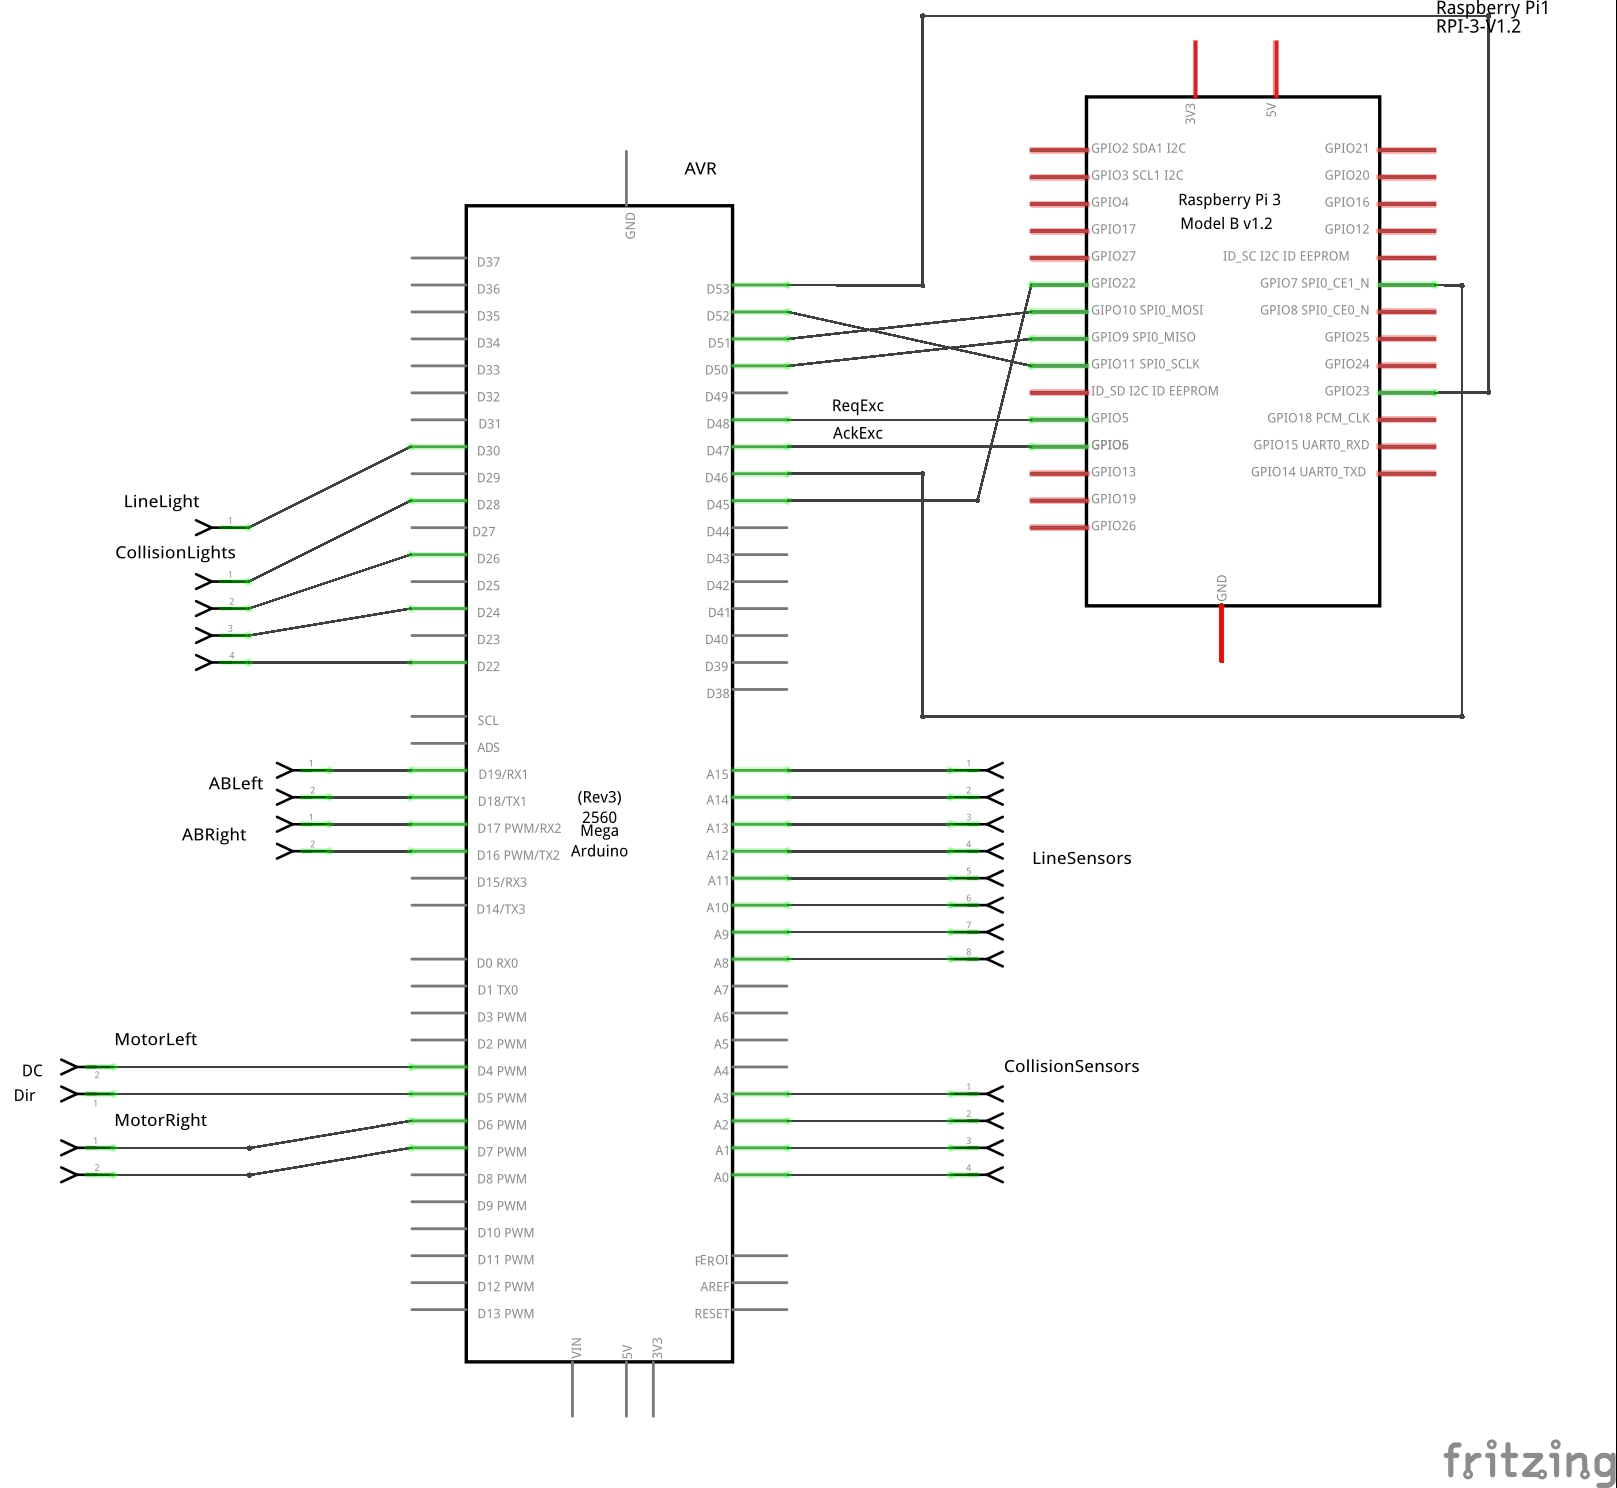 Raspberry Pi1
RPI-3-V1.2
3V3
5V
GPIO2 SDA1 I2C
GPIO3 SCL1 I2C
GPIO4
GPIO17
GPIO27
GPIO22
GIPO10 SPI0_MOSI
GPIO9 SPI0_MISO
GPIO11 SPI0_SCLK
ID_SD I2C ID EEPROM
GPIO5
GPIO6
GPIO13
GPIO19
GPIO26
Raspberry Pi 3
Model B v1.2
GPIO21
GPIO20
GPIO16
GPIO12
ID_SC I2C ID EEPROM
GPIO7 SPI0_CE1_N
GPIO8 SPI0_CE0_N
GPIO25
GPIO24
GPIO23
GPIO18 PCM_CLK
GPIO15 UART0_RXD
GPIO14 UART0_TXD
GND
AVR
GND
D37
D36
D35
D34
D33
D32
D31
D30
D29
D28
D27
D26
D25
D24
D23
D22
SCL
ADS
D19/RX1
D18/TX1
D17 PWM/RX2
D16 PWM/TX2
D15/RX3
D14/TX3
D0 RX0
D1 TX0
D3 PWM
D2 PWM
D4 PWM
D5 PWM
D6 PWM
D7 PWM
D8 PWM
D9 PWM
D10 PWM
D11 PWM
D12 PWM
D13 PWM
(Rev3)
2560
Mega
Arduino
D53
D52
D51
D50
D49
D48
D47
D46
D45
D44
D43
D42
D41
D40
D39
D38
A15
A14
A13
A12
A11
A10
A9
A8
A7
A6
A5
A4
A3
A2
A1
A0
AREF
RESET
VIN
5V
3V3
ReqExc
AckExc
LineLight
1
CollisionLights
1
2
3
4
ABLeft
1
2
ABRight
1
2
MotorLeft
DC
2
Dir
1
MotorRight
1
2
LineSensors
1
2
3
4
5
6
7
8
CollisionSensors
1
2
3
4
fritzing